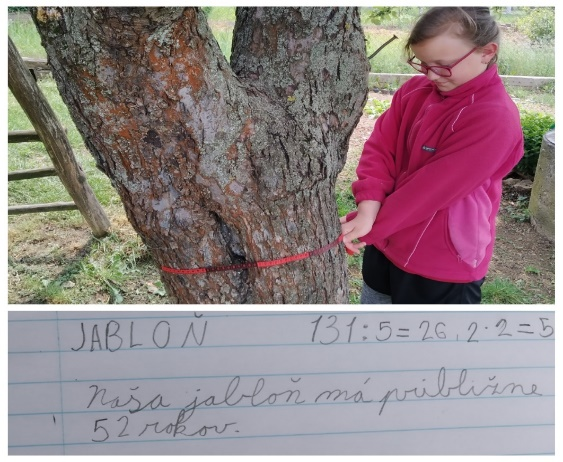 JABLOŇ 131:5=26,2·2=5
Naša jabloň má približne
52 rokov.